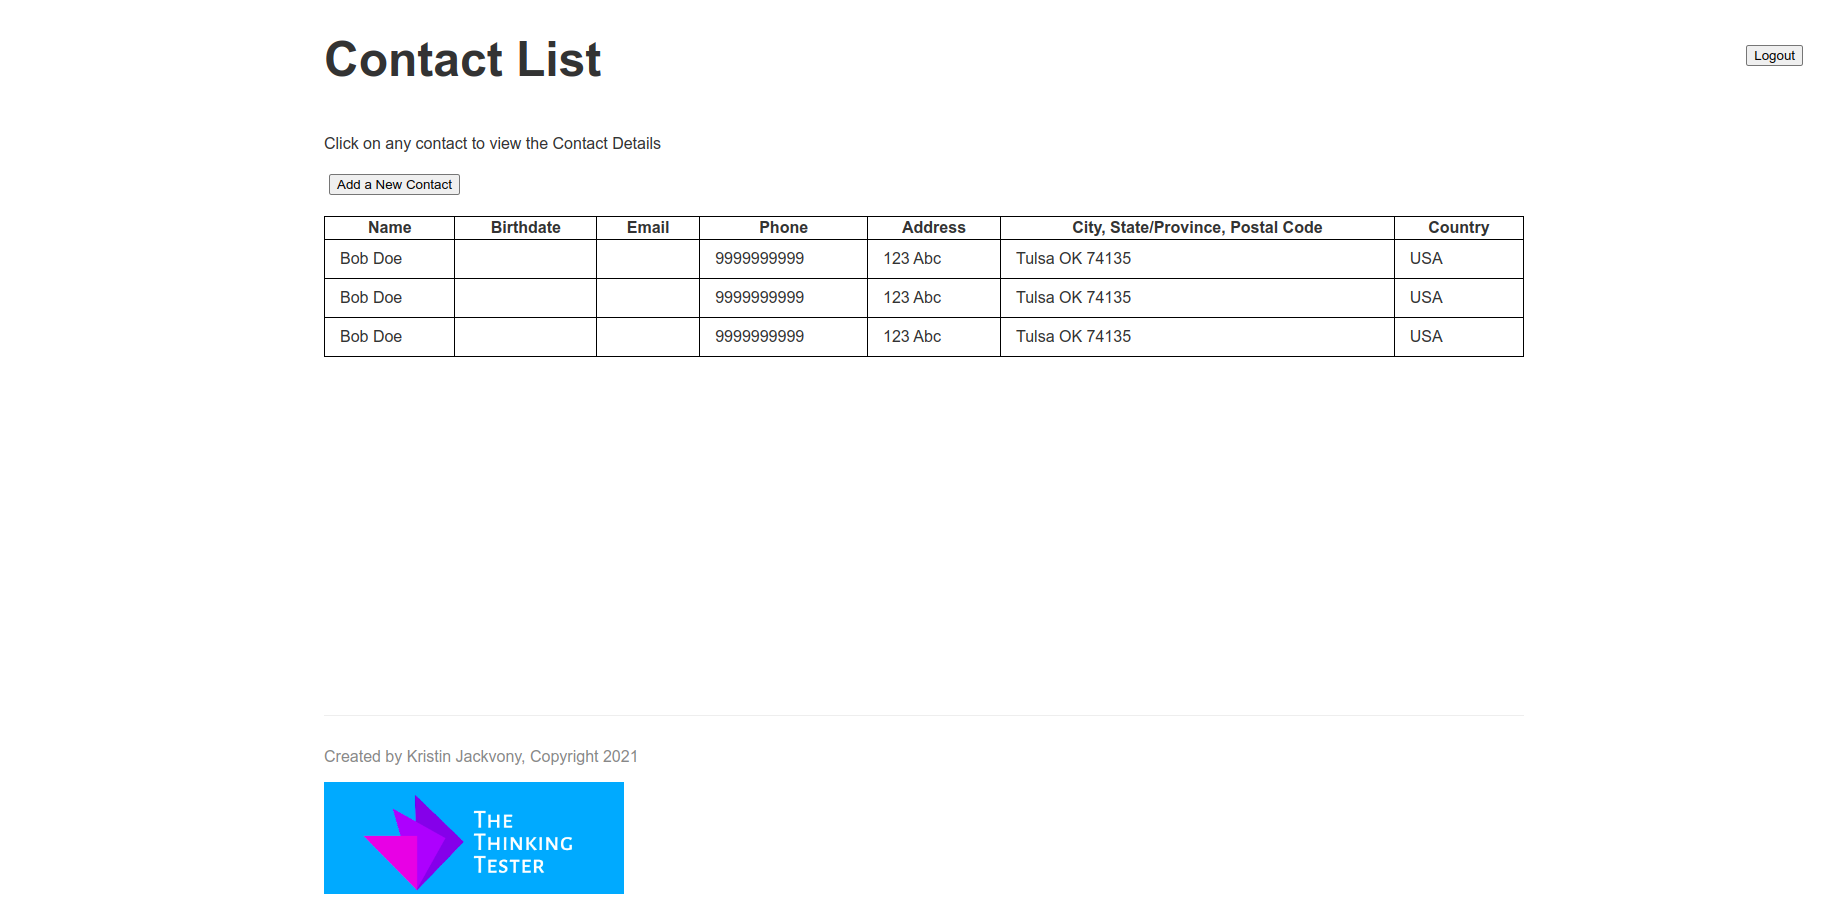 Contact List
Logout
Click on any contact to view the Contact Details
Add a New Contact
Name Birthdate Email Phone Address City, State/Province, Postal Code Country
Bob Doe 9999999999 123 Abc Tulsa OK 74135 USA
Bob Doe 9999999999 123 Abc Tulsa OK 74135 USA
Bob Doe 9999999999 123 Abc Tulsa OK 74135 USA
Created by Kristin Jackvony, Copyright 2021
THE
THINKING
TESTER